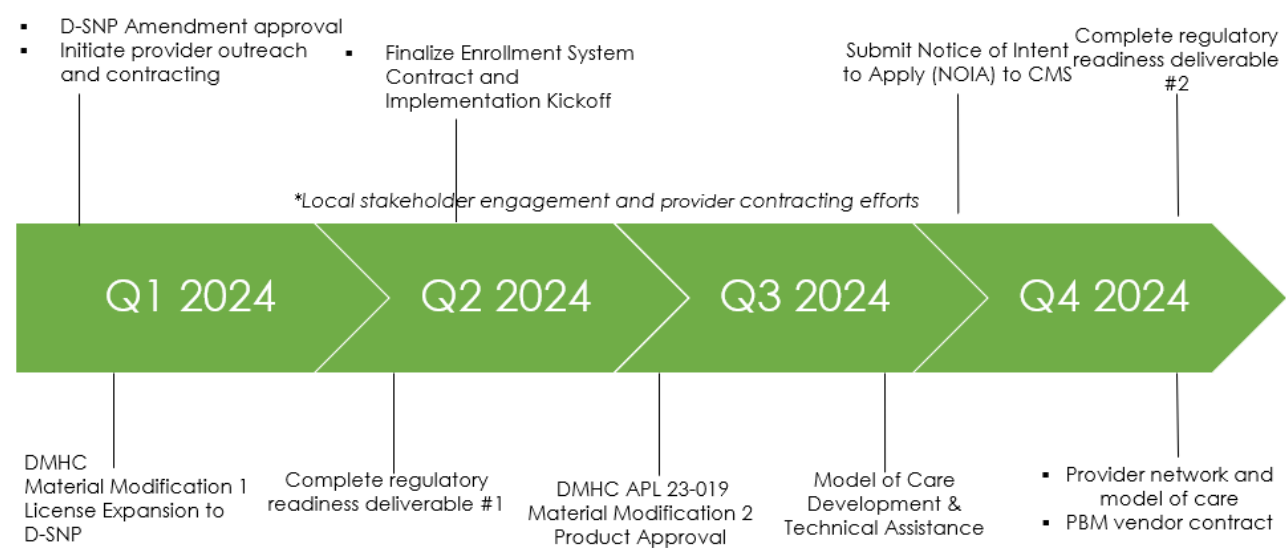 ▪ D-SNP Amendment approval
▪ Initiate provider outreach
and contracting
▪ Finalize Enrollment System
Contract and
Implementation Kickoff
Submit Notice of Intent
to Apply (NOIA) to CMS
Complete regulatory
readiness deliverable
#2
*Local stakeholder engagement and provider contracting efforts
Q1 2024
Q2 2024
Q3 2024
Q4 2024
DMHC
Material Modification 1
License Expansion to
D-SNP
Complete regulatory
readiness deliverable #1
DMHC APL 23-019
Material Modification 2
Product Approval
Model of Care
Development &
Technical Assistance
▪ Provider network and
model of care
▪ PBM vendor contract